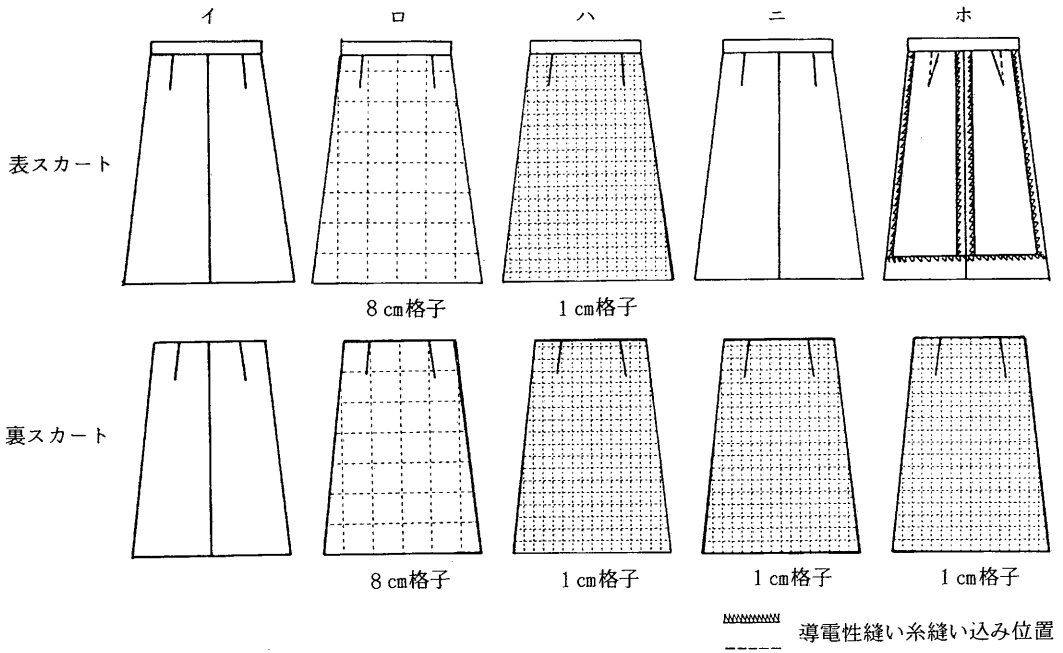 イ ロ ハ ニ ホ
表スカート
8cm格子 1cm格子
裏スカート
8cm格子 1cm格子 1cm格子 1cm格子
導電性縫い糸縫い込み位置